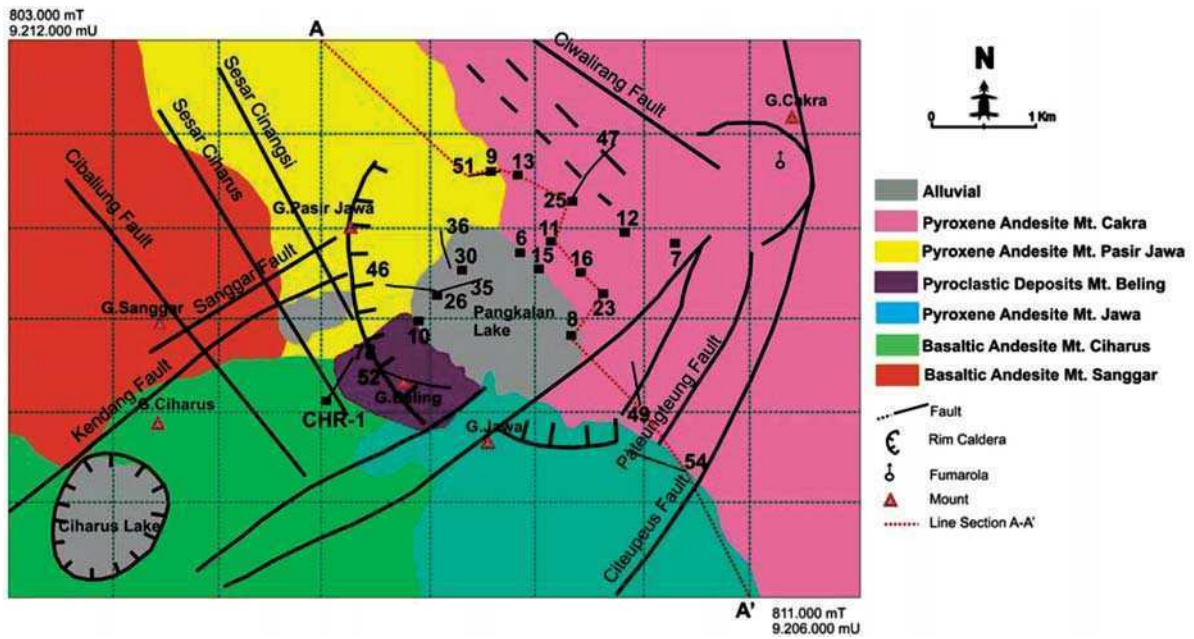 803.000 mT
9.212.000 mU
A
Ciwalirang Fault
N
Sesar Cinangsi
G.Cakra
Sesar Ciharus
0 1 Km
47
51 9 13
Cibaliung Fault
25
Alluvial
G.Pasir Jawa
Pyroxene Andesite Mt. Cakra
36 11 12
6
7
Pyroxene Andesite Mt. Pasir Jawa
Sanggar Fault
46 30 15 16
35
Pyroclastic Deposits Mt. Beling
26 23
G.Sanggar
Pangkalan
Lake
Pyroxene Andesite Mt. Jawa
10 8
Basaltic Andesite Mt. Ciharus
52
Kendang Fault
Basaltic Andesite Mt. Sanggar
G.Beling
G.Ciharus
CHR-1
49
Fault
G.Jawa
Pateungteung Fault
Rim Caldera
54
Fumarola
Citeupeus Fault
Mount
Ciharus Lake
Line Section A-A'
A'
811.000 mT
9.206.000 mU